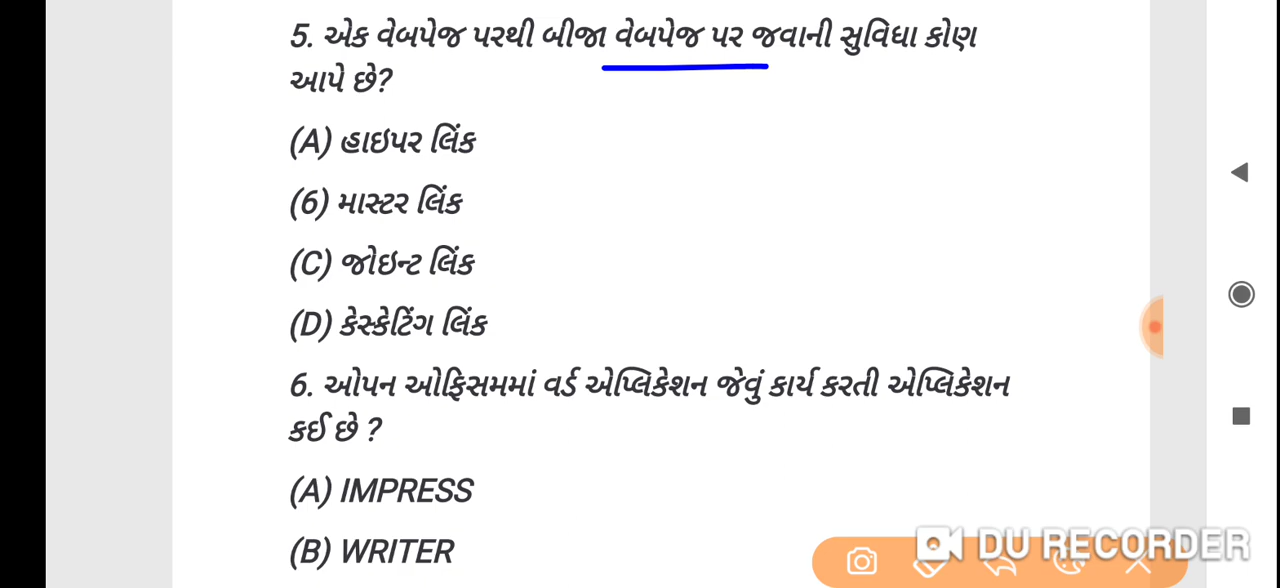 5. એક વેબપેજ પરથી બીજા વેબપેજ પર જવાની સુવિધા કોણ
આપે છે?
(A) હાઇપર લિંક
(6) માસ્ટર લિંક
(C) જોઇન્ટ લિંક
(D) કેસ્કેટિંગ લિંક
6. ઓપન ઓફિસમમાં વર્ડ એપ્લિકેશન જેવું કાર્ય કરતી એપ્લિકેશન
કઈ છે ?
(A) IMPRESS
(B) WRITER
DU RECORDER